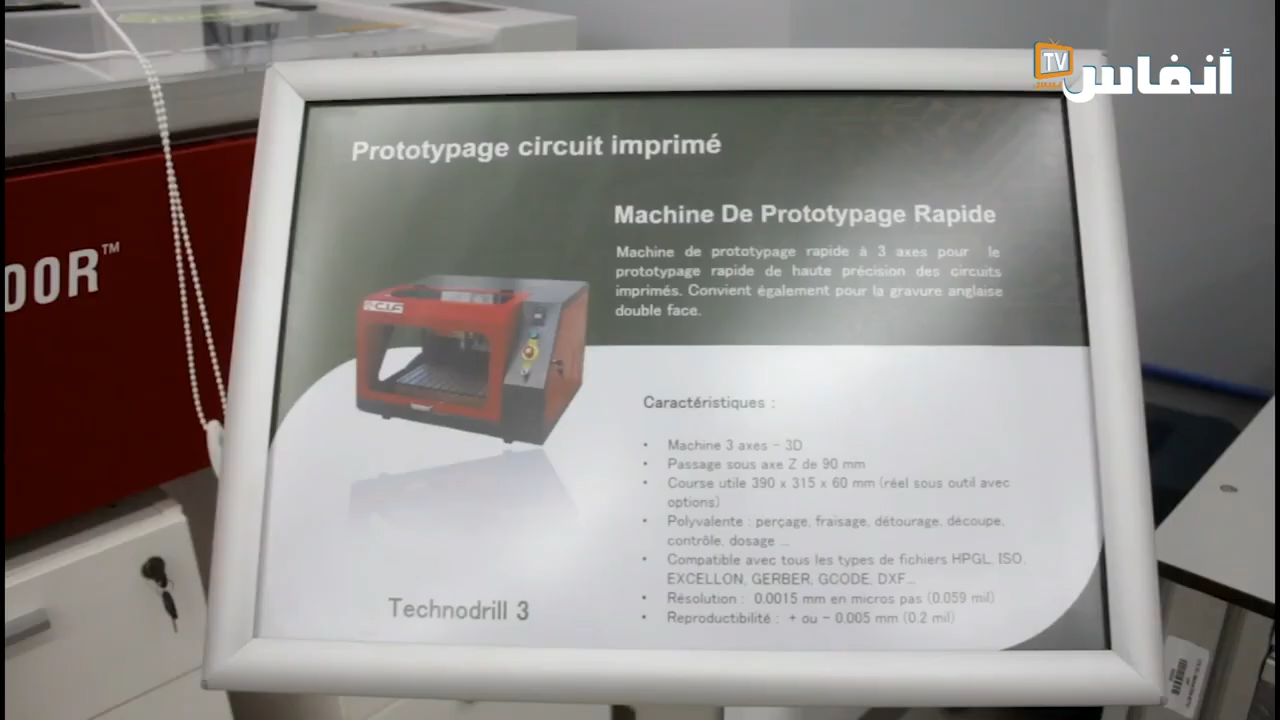 TV أنفاس
Prototypage circuit imprimé
Machine De Prototypage Rapide
Machine de prototypage rapide à 3 axes pour le
prototypage rapide de haute précision des circuits
imprimés. Convient également pour la gravure anglaise
double face.
OOR™
C.I.F
Caractéristiques :
• Machine 3 axes - 3D
• Passage sous axe Z de 90 mm
• Course utile 390 x 315 x 60 mm (réel sous outil avec
options)
• Polyvalente : perçage, fraisage, détourage, découpe,
contrôle, dosage ...
• Compatible avec tous les types de fichiers HPGL, ISO,
EXCELLON, GERBER, GCODE, DXF...
• Résolution : 0.0015 mm en micros pas (0.059 mil)
• Reproductibilité : + ou - 0.005 mm (0.2 mil)
Technodrill 3